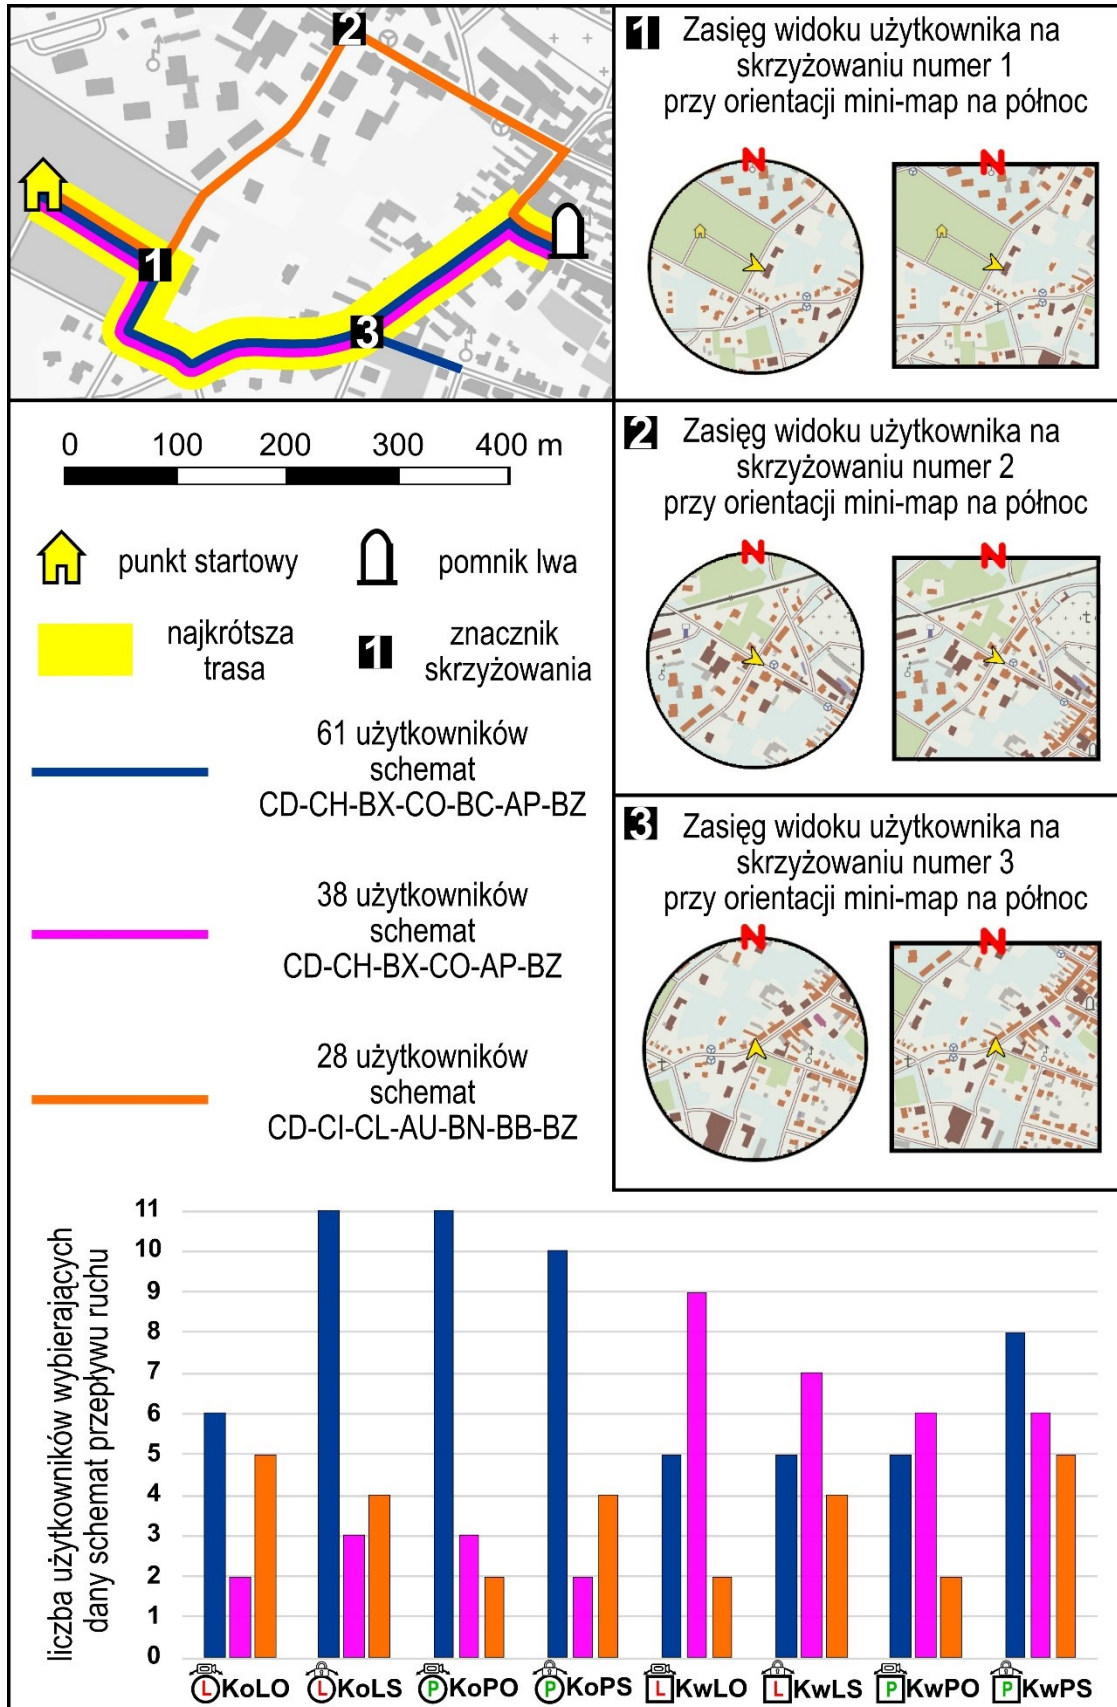 2
1
3
1 Zasięg widoku użytkownika na
skrzyżowaniu numer 1
przy orientacji mini-map na północ
N
N
0 100 200 300 400 m
punkt startowy
pomnik lwa
najkrótsza
trasa
1
znacznik
skrzyżowania
61 użytkowników
schemat
CD-CH-BX-CO-BC-AP-BZ
38 użytkowników
schemat
CD-CH-BX-CO-AP-BZ
28 użytkowników
schemat
CD-CI-CL-AU-BN-BB-BZ
2 Zasięg widoku użytkownika na
skrzyżowaniu numer 2
przy orientacji mini-map na północ
N
N
3 Zasięg widoku użytkownika na
skrzyżowaniu numer 3
przy orientacji mini-map na północ
N
N
liczba użytkowników wybierających
dany schemat przepływu ruchu
11
10
9
8
7
6
5
4
3
2
1
0
L KoLO
L KoLS
P KoPO
P KoPS
L KwLO
L KwLS
P KwPO
P KwPS